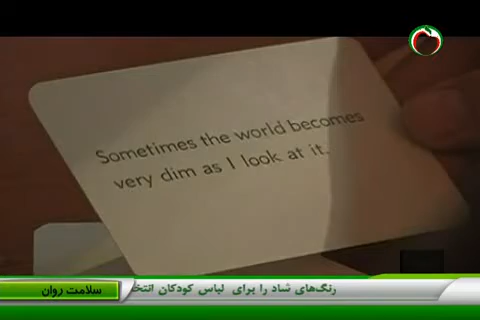 Sometimes the world becomes
very dim as I look at it.
رنگ‌های شاد را برای لباس کودکان انتخ
سلامت روان